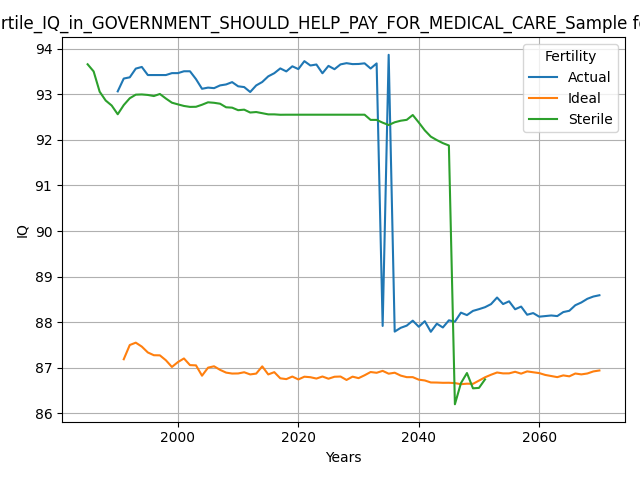 rtile_IQ_in_GOVERNMENT_SHOULD_HELP_PAY_FOR_MEDICAL_CARE_Sample f
Fertility
Actual
Ideal
Sterile
94
93
92
91
90
89
88
87
86
IQ
2000
2020
2040
2060
Years